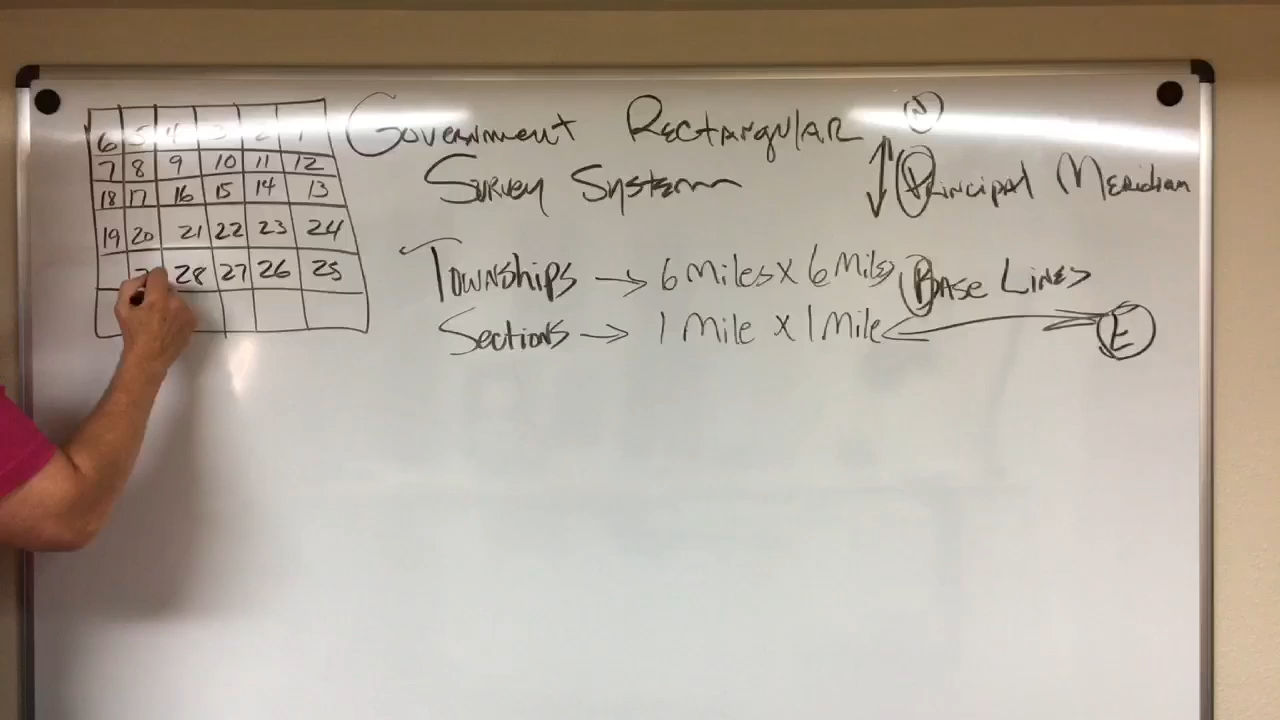 Government Rectangular
Survey System
N
Principal Meridian
Townships → 6 Miles x 6 Miles
Base Lines
Sections → 1 Mile x 1 Mile
E
6 5 4 3 2 1
7 8 9 10 11 12
18 17 16 15 14 13
19 20 21 22 23 24
28 27 26 25